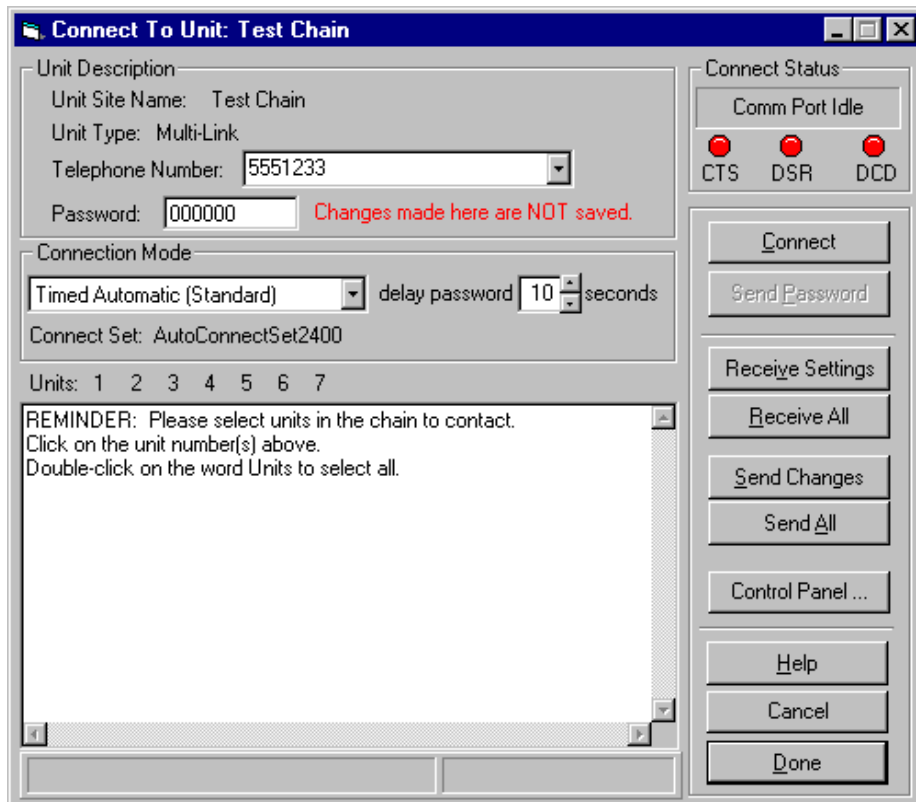 Connect To Unit: Test Chain
Unit Description
Unit Site Name: Test Chain
Unit Type: Multi-Link
Telephone Number: 5551233
Password: 000000 Changes made here are NOT saved.
Connection Mode
Timed Automatic (Standard) delay password 10 seconds
Connect Set: AutoConnectSet2400
Units: 1 2 3 4 5 6 7
REMINDER: Please select units in the chain to contact.
Click on the unit number(s) above.
Double-click on the word Units to select all.
Connect Status
Comm Port Idle
CTS DSR DCD
Connect
Send Password
Receive Settings
Receive All
Send Changes
Send All
Control Panel ...
Help
Cancel
Done